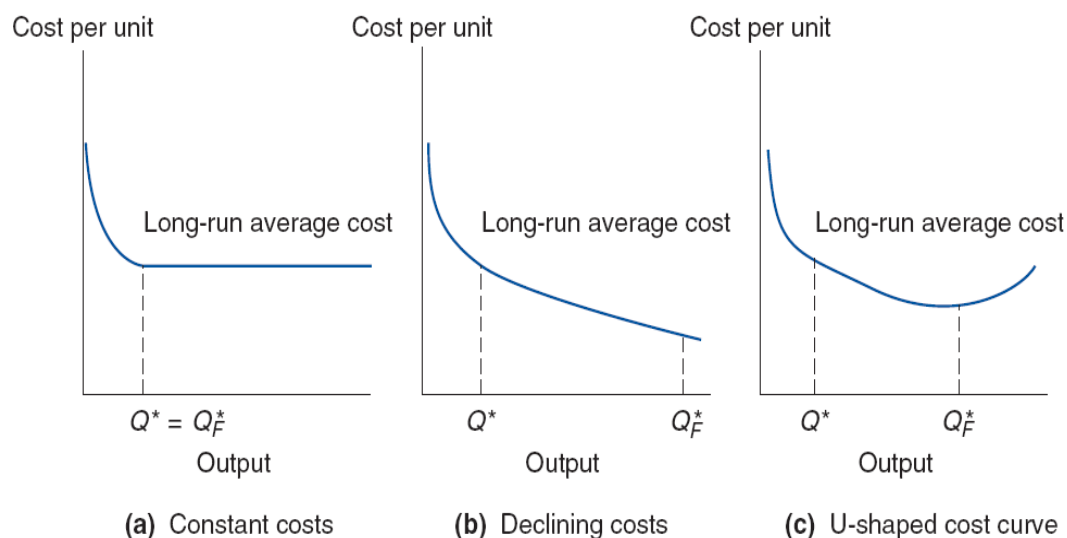 Cost per unit
Long-run average cost
Q* = Q*F
Output
(a) Constant costs
Cost per unit
Long-run average cost
Q*
Q*F
Output
(b) Declining costs
Cost per unit
Long-run average cost
Q*
Q*F
Output
(c) U-shaped cost curve